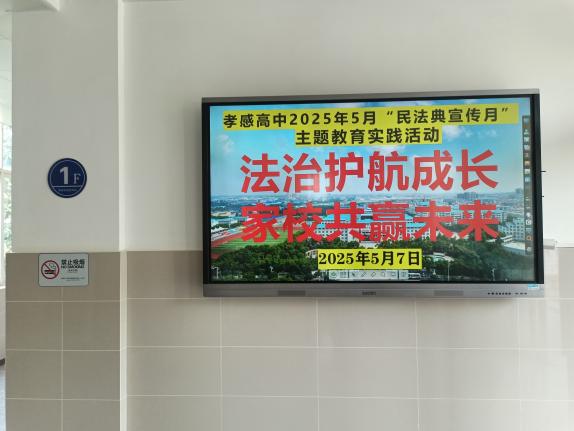 孝感高中2025年5月“民法典宣传月”
主题教育实践活动
法治护航成长
家校共赢未来
2025年5月7日
1F
禁止吸烟
NO SMOKING